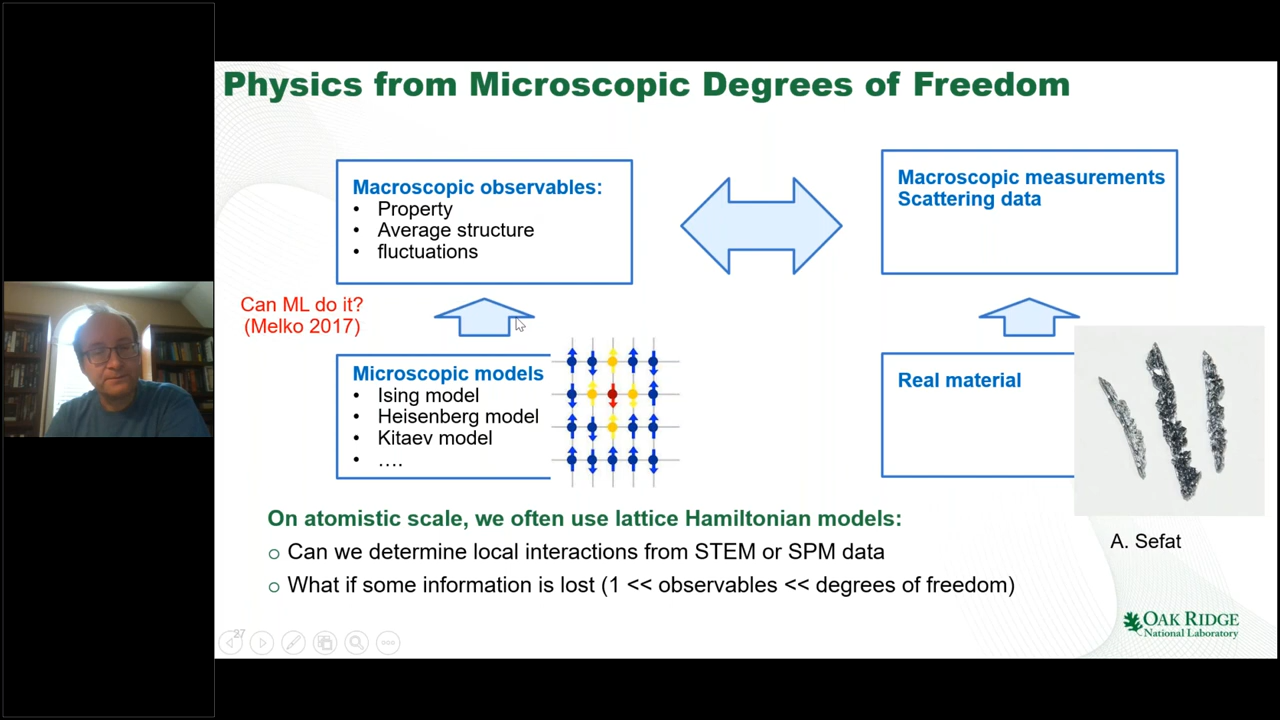 Physics from Microscopic Degrees of Freedom
Macroscopic observables:
• Property
• Average structure
• fluctuations
Macroscopic measurements
Scattering data
Can ML do it?
(Melko 2017)
Microscopic models
• Ising model
• Heisenberg model
• Kitaev model
• ....
Real material
On atomistic scale, we often use lattice Hamiltonian models:
Can we determine local interactions from STEM or SPM data
What if some information is lost (1 << observables << degrees of freedom)
A. Sefat
OAK RIDGE
National Laboratory
27